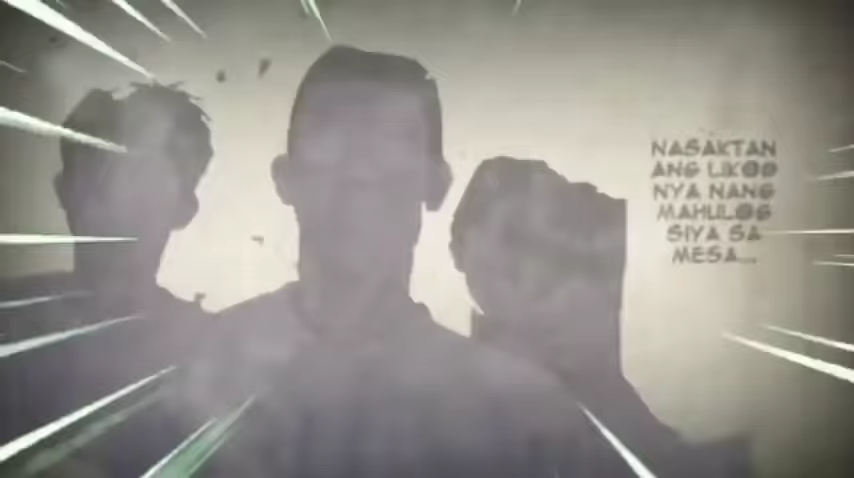 NASAKTAN
ANG LIKOD
NYA NANG
MAHULOG
SIYA SA
MESA...